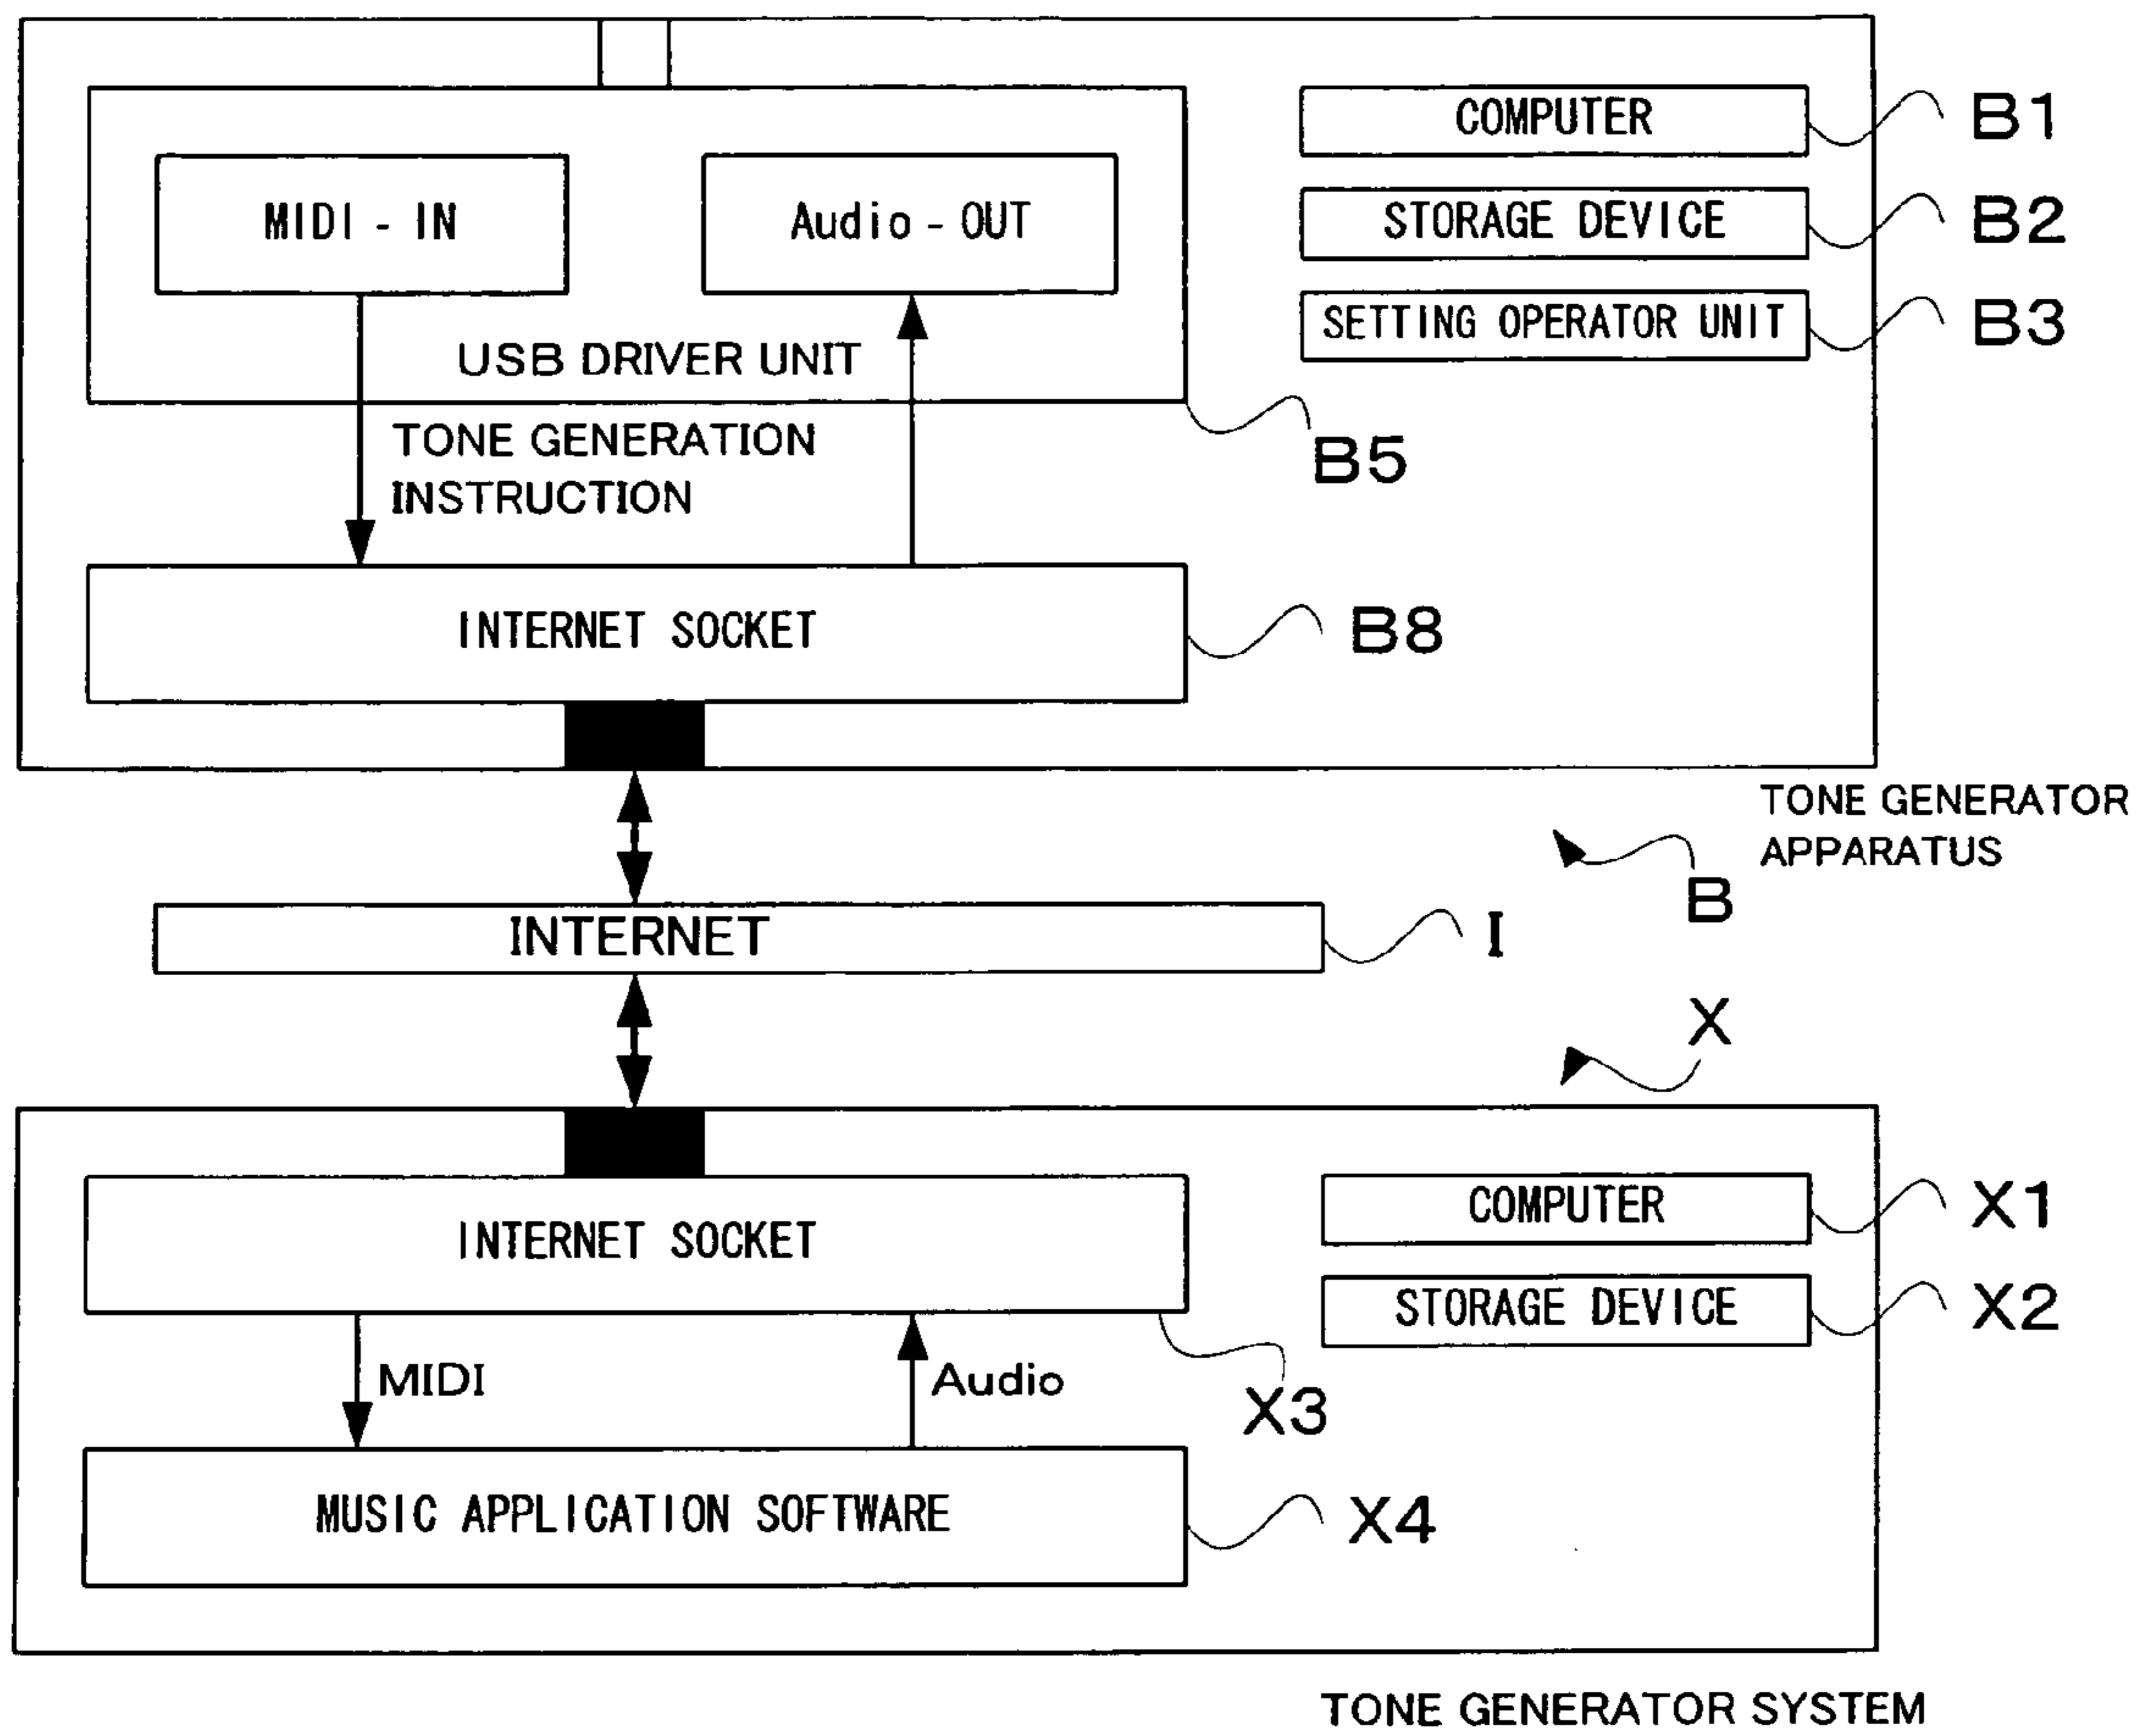 COMPUTER
B1
MIDI - IN
Audio - OUT
STORAGE DEVICE
B2
SETTING OPERATOR UNIT
B3
USB DRIVER UNIT
TONE GENERATION
INSTRUCTION
B5
INTERNET SOCKET
B8
TONE GENERATOR
APPARATUS
B
INTERNET
I
X
INTERNET SOCKET
COMPUTER
X1
STORAGE DEVICE
X2
MIDI
Audio
X3
MUSIC APPLICATION SOFTWARE
X4
TONE GENERATOR SYSTEM